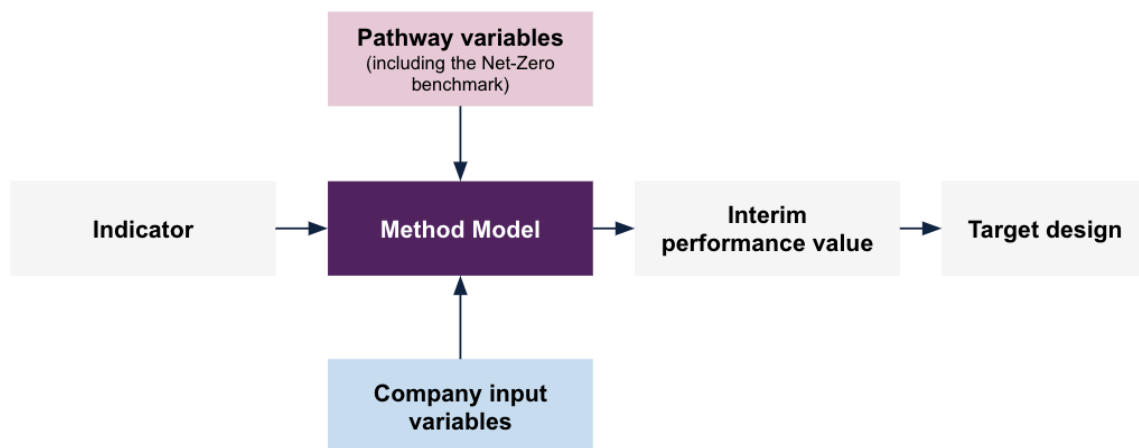 Pathway variables
(including the Net-Zero
benchmark)
Indicator
Method Model
Interim
performance value
Target design
Company input
variables